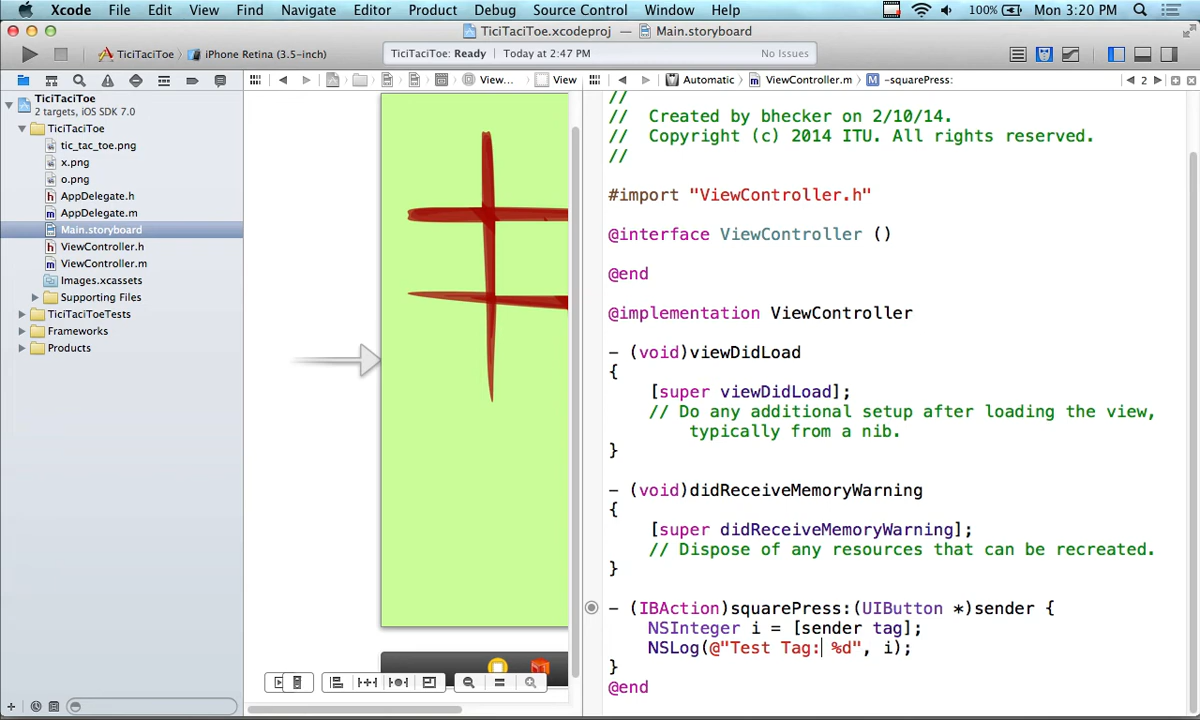 Xcode File Edit View Find Navigate Editor Product Debug Source Control Window Help 100% Mon 3:20 PM
TiciTaciToe.xcodeproj — Main.storyboard
TiciTaciToe iPhone Retina (3.5-inch) TiciTaciToe: Ready Today at 2:47 PM No Issues
View... View Automatic ViewController.m M -squarePress: 2
TiciTaciToe
2 targets, iOS SDK 7.0
TiciTaciToe
tic_tac_toe.png
x.png
o.png
h AppDelegate.h
m AppDelegate.m
Main.storyboard
h ViewController.h
m ViewController.m
Images.xcassets
Supporting Files
TiciTaciToeTests
Frameworks
Products
//
// Created by bhecker on 2/10/14.
// Copyright (c) 2014 ITU. All rights reserved.
//
#import "ViewController.h"
@interface ViewController ()
@end
@implementation ViewController
- (void)viewDidLoad
{
[super viewDidLoad];
// Do any additional setup after loading the view,
typically from a nib.
}
- (void)didReceiveMemoryWarning
{
[super didReceiveMemoryWarning];
// Dispose of any resources that can be recreated.
}
- (IBAction)squarePress:(UIButton *)sender {
NSInteger i = [sender tag];
NSLog(@"Test Tag: %d", i);
}
@end